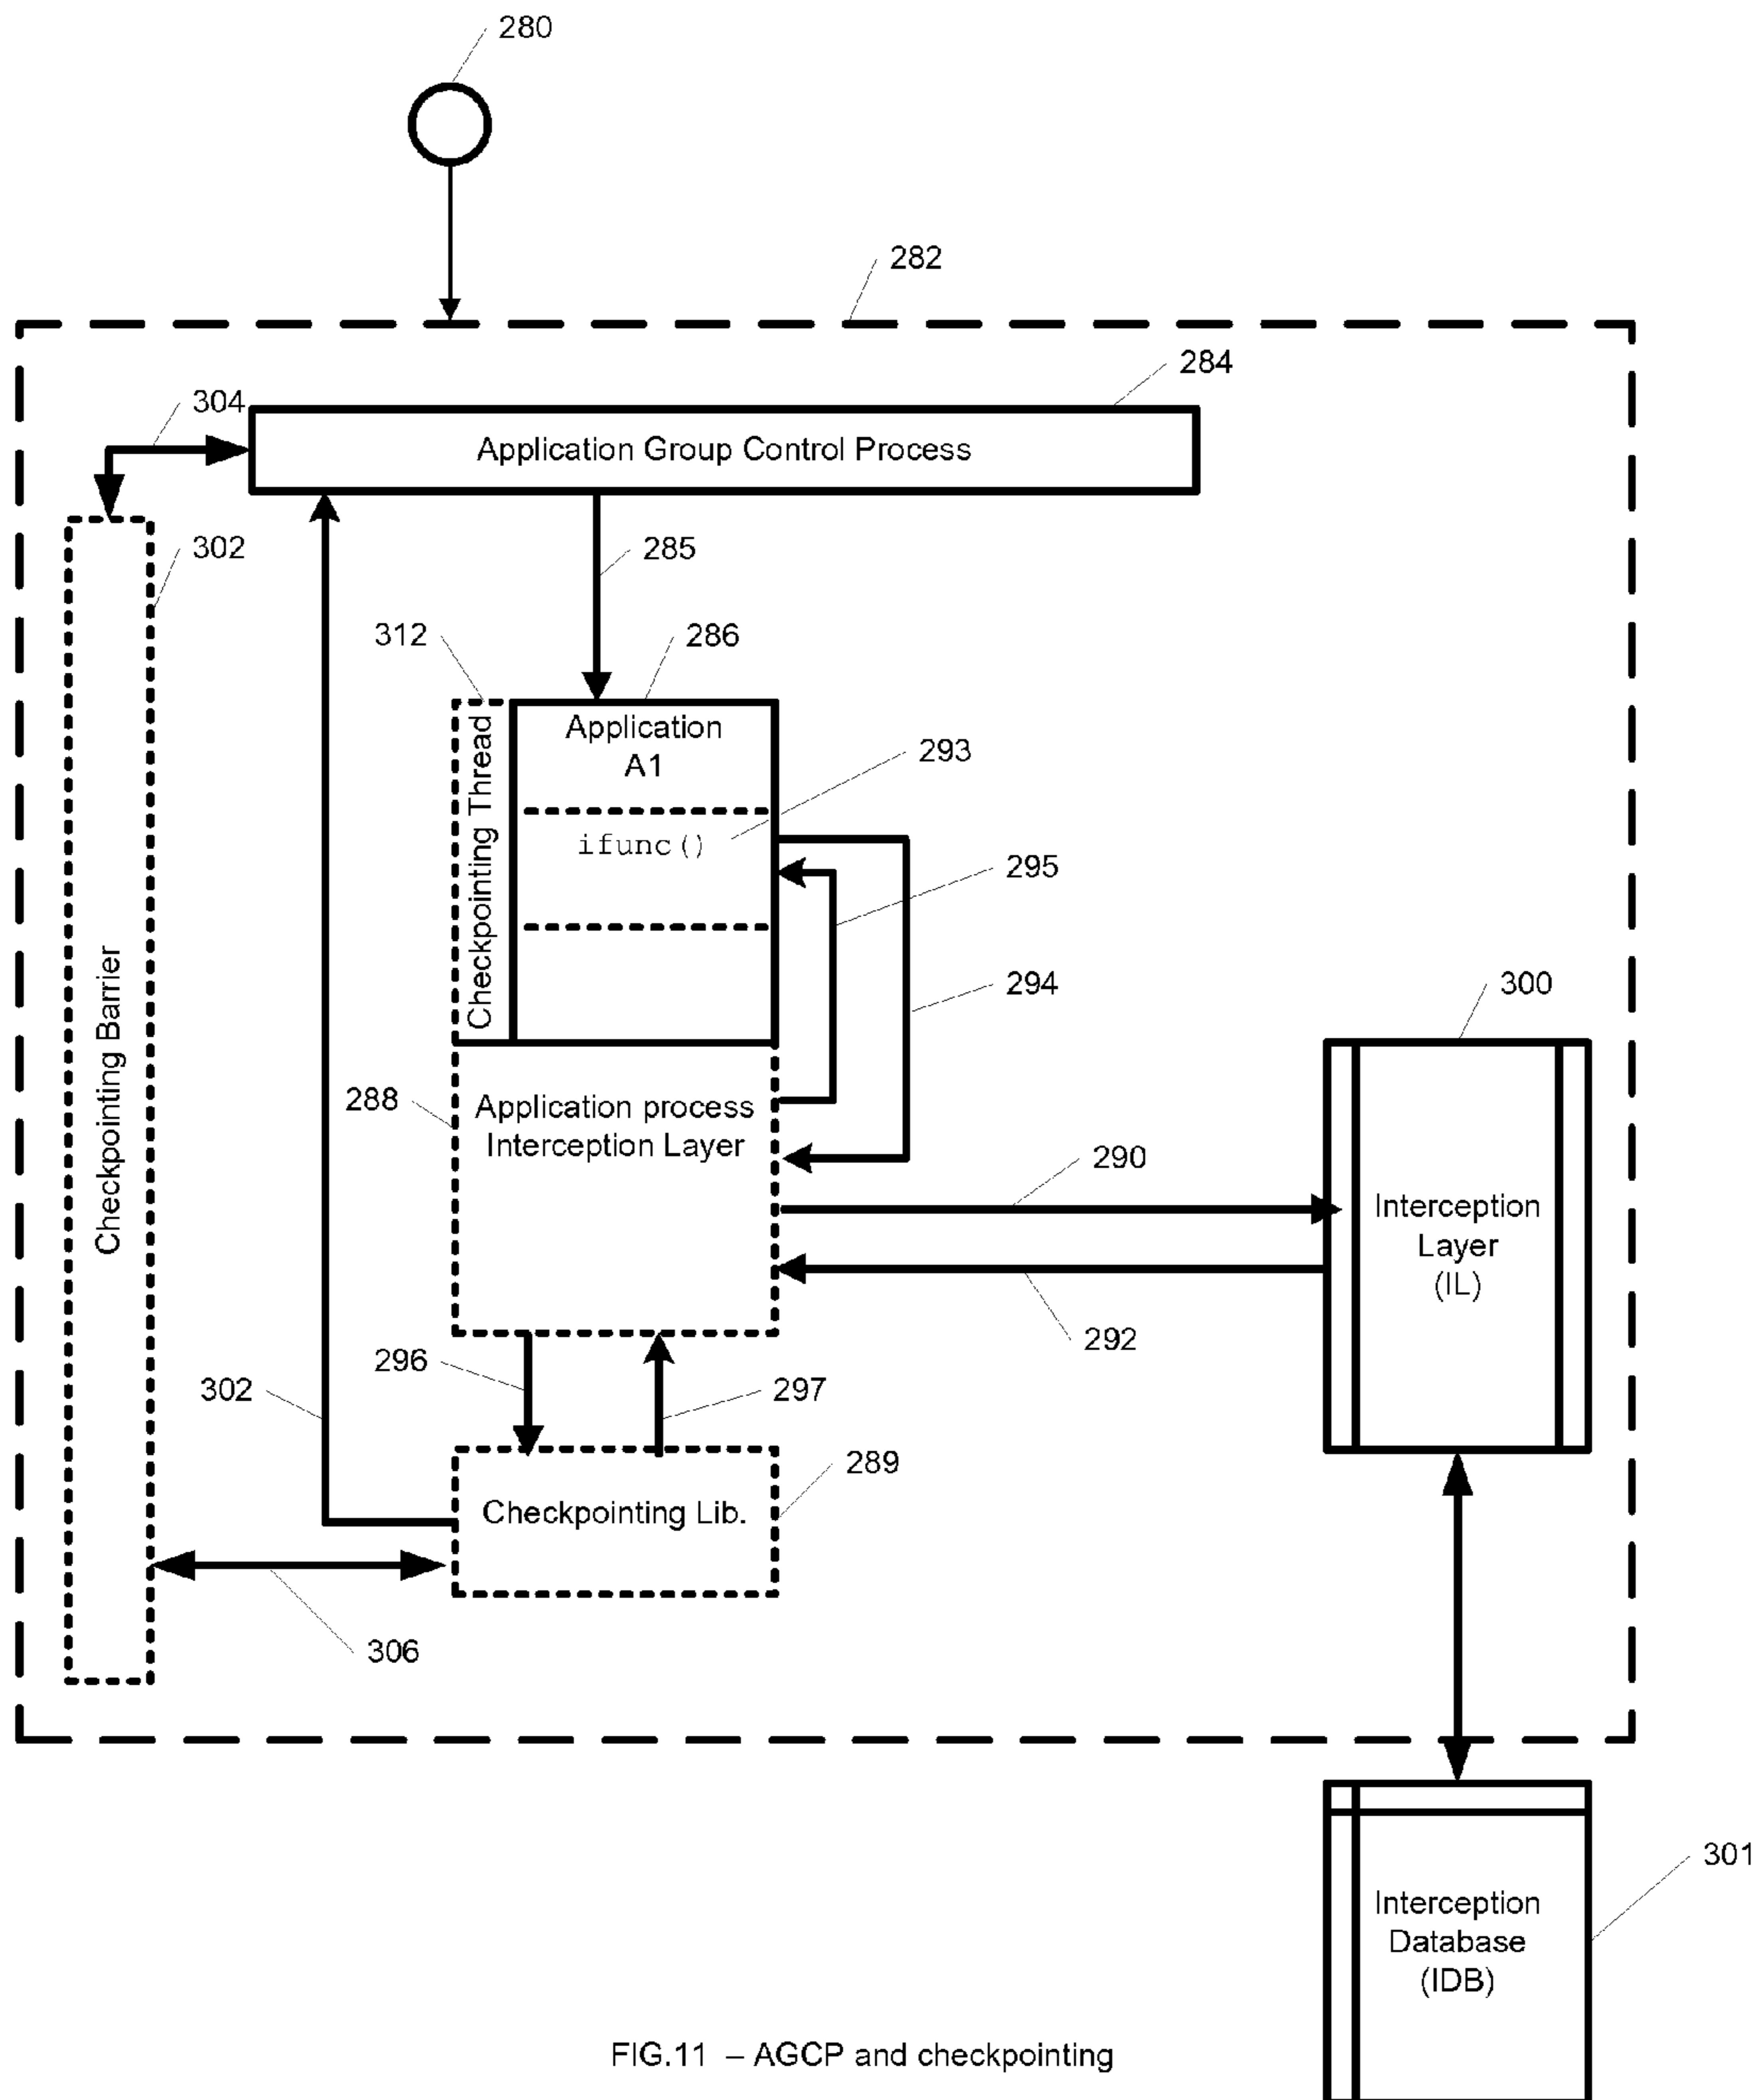 280
282
284
304
Application Group Control Process
302
285
312
286
Checkpointing Thread
Application
A1
293
ifunc()
295
294
300
Checkpointing Barrier
288
Application process
Interception Layer
290
Interception
Layer
(IL)
292
296
302
297
289
Checkpointing Lib.
306
301
Interception
Database
(IDB)
FIG.11 – AGCP and checkpointing